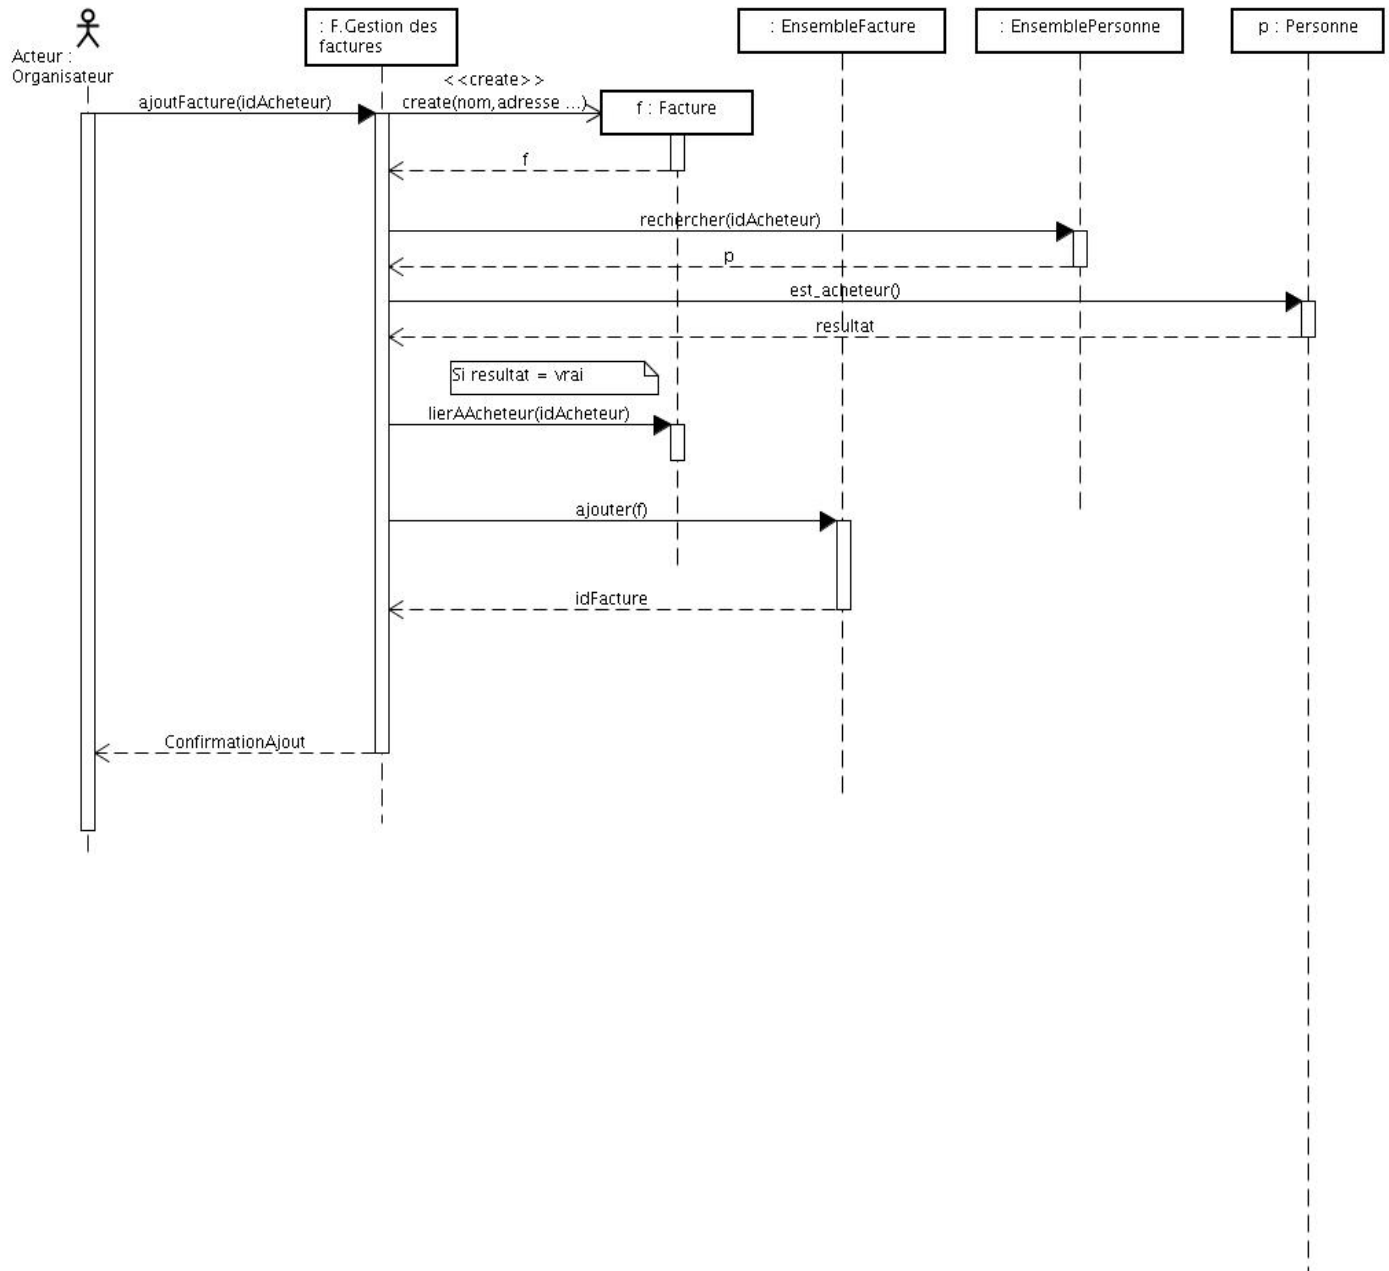 Acteur :
Organisateur
: F.Gestion des
factures
: EnsembleFacture
: EnsemblePersonne
p : Personne
<<create>>
ajoutFacture(idAcheteur)
create(nom,adresse ...)
f : Facture
f
rechercher(idAcheteur)
p
est_acheteur()
resultat
Si resultat = vrai
lierAAcheteur(idAcheteur)
ajouter(f)
idFacture
ConfirmationAjout